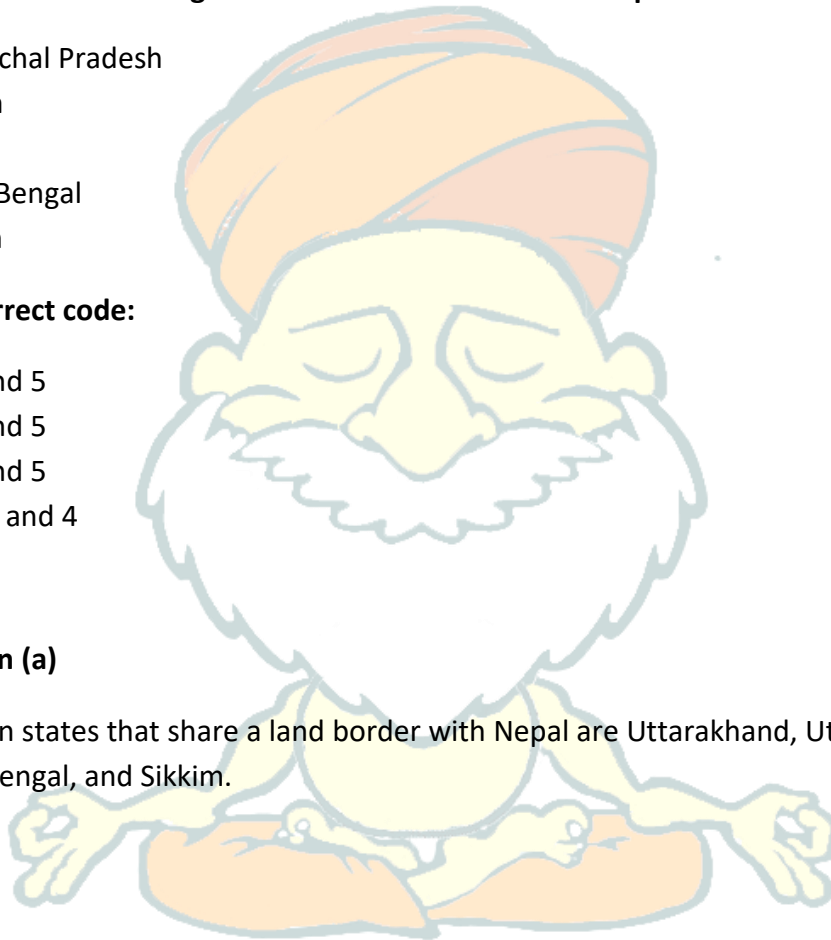 chal Pradesh
Bengal
rrect code:
nd 5
nd 5
nd 5
and 4
n (a)
n states that share a land border with Nepal are Uttarakhand, Ut
engal, and Sikkim.